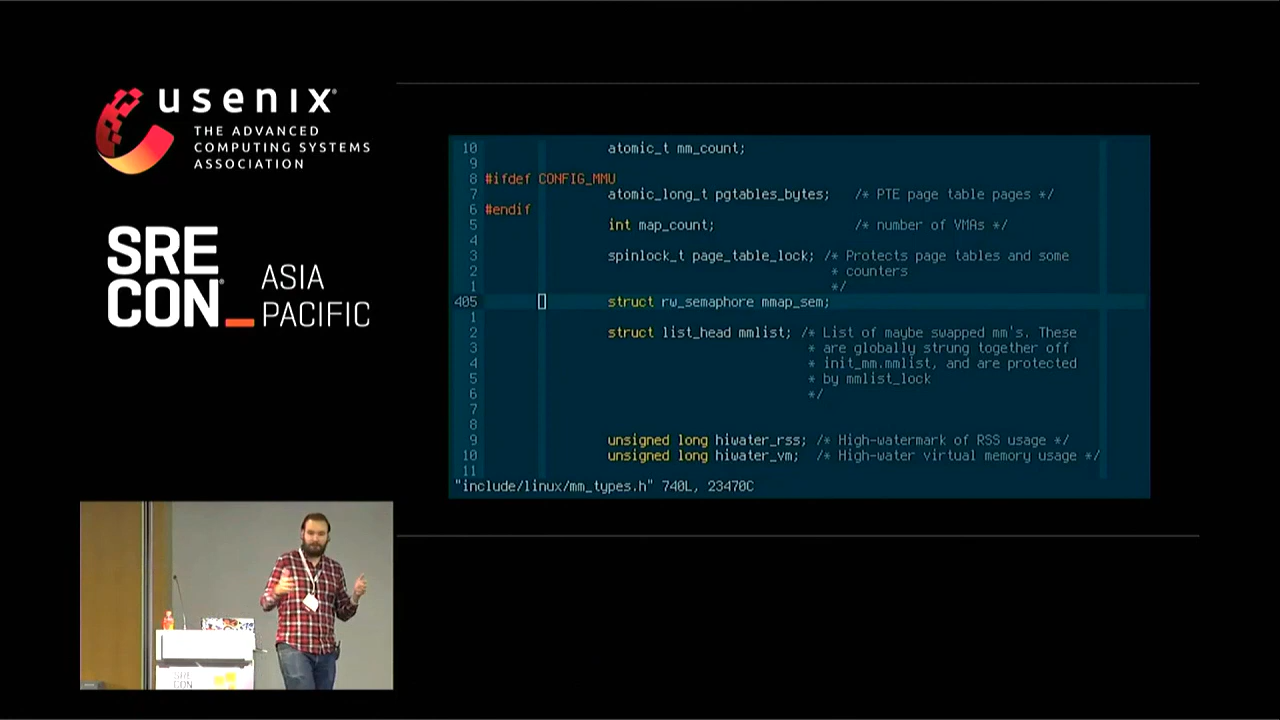 usenix®
THE ADVANCED
COMPUTING SYSTEMS
ASSOCIATION
SRE
CON®_
ASIA
PACIFIC
10 atomic_t mm_count;
9
8 #ifdef CONFIG_MMU
7 atomic_long_t pgtables_bytes; /* PTE page table pages */
6 #endif
5 int map_count; /* number of VMAs */
4
3 spinlock_t page_table_lock; /* Protects page tables and some
2 * counters
1 */
405 struct rw_semaphore mmap_sem;
1
2 struct list_head mmlist; /* List of maybe swapped mm's. These
3 * are globally strung together off
4 * init_mm.mmlist, and are protected
5 * by mmlist_lock
6 */
7
8
9 unsigned long hiwater_rss; /* High-watermark of RSS usage */
10 unsigned long hiwater_vm; /* High-water virtual memory usage */
11
"include/linux/mm_types.h" 740L, 23470C
SRE
CON